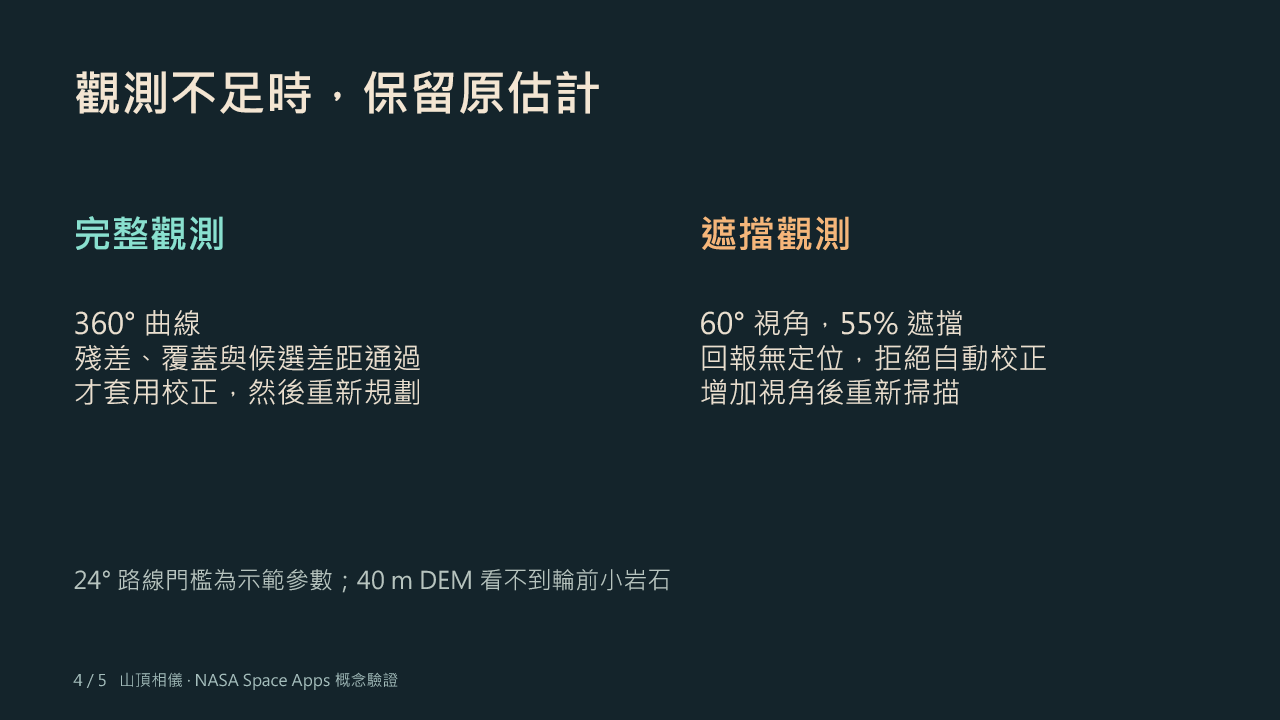 觀測不足時，保留原估計
完整觀測
360° 曲線
殘差、覆蓋與候選差距通過
才套用校正，然後重新規劃
遮擋觀測
60° 視角，55% 遮擋
回報無定位，拒絕自動校正
增加視角後重新掃描
24° 路線門檻為示範參數；40 m DEM 看不到輪前小岩石
4 / 5 山頂相儀 · NASA Space Apps 概念驗證